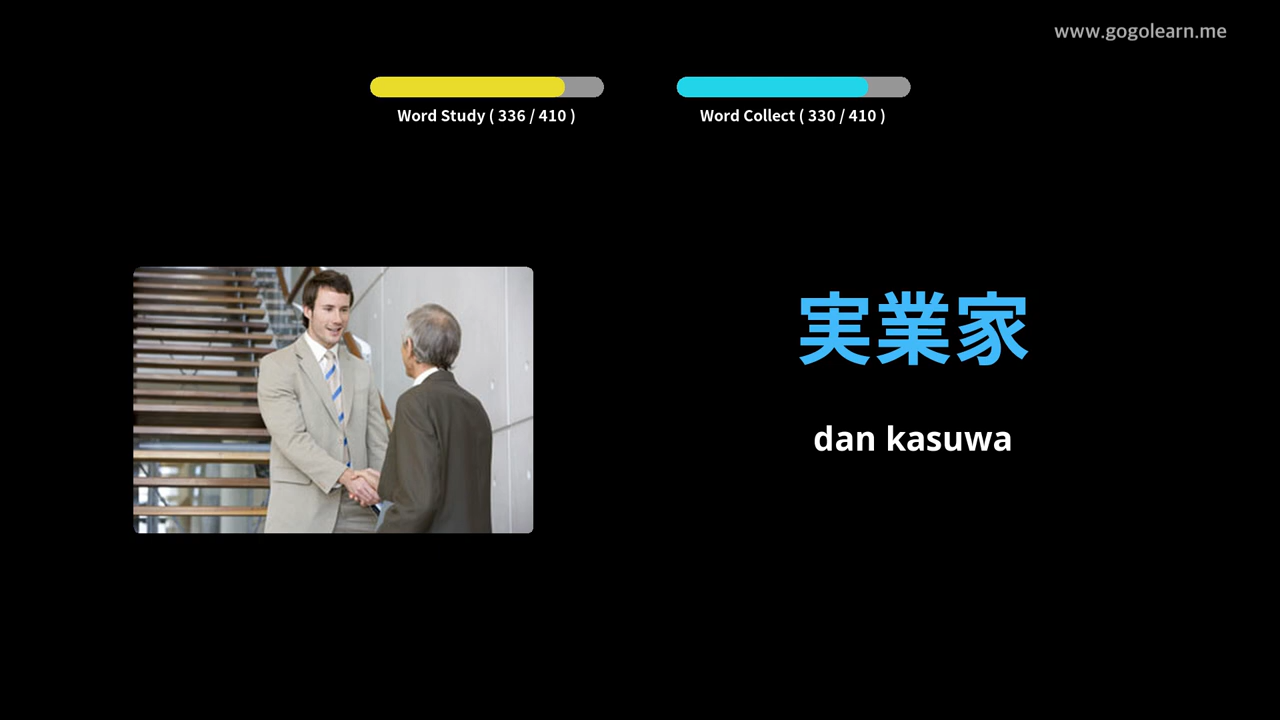 www.gogolearn.me
Word Study ( 336 / 410 )
Word Collect ( 330 / 410 )
実業家
dan kasuwa